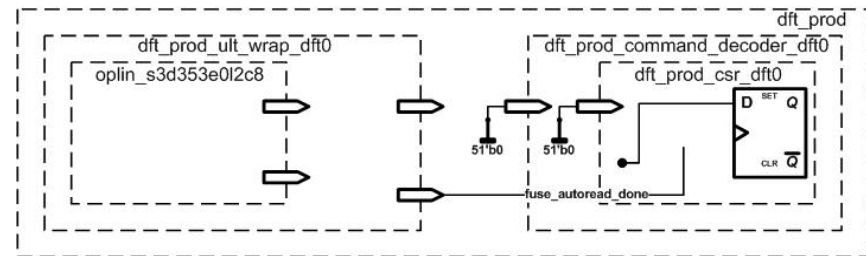 dft_prod
dft_prod_ult_wrap_dft0
dft_prod_command_decoder_dft0
oplin_s3d353e0l2c8
dft_prod_csr_dft0
D SET Q
51'b0
51'b0
CLR Q
fuse_autoread_done